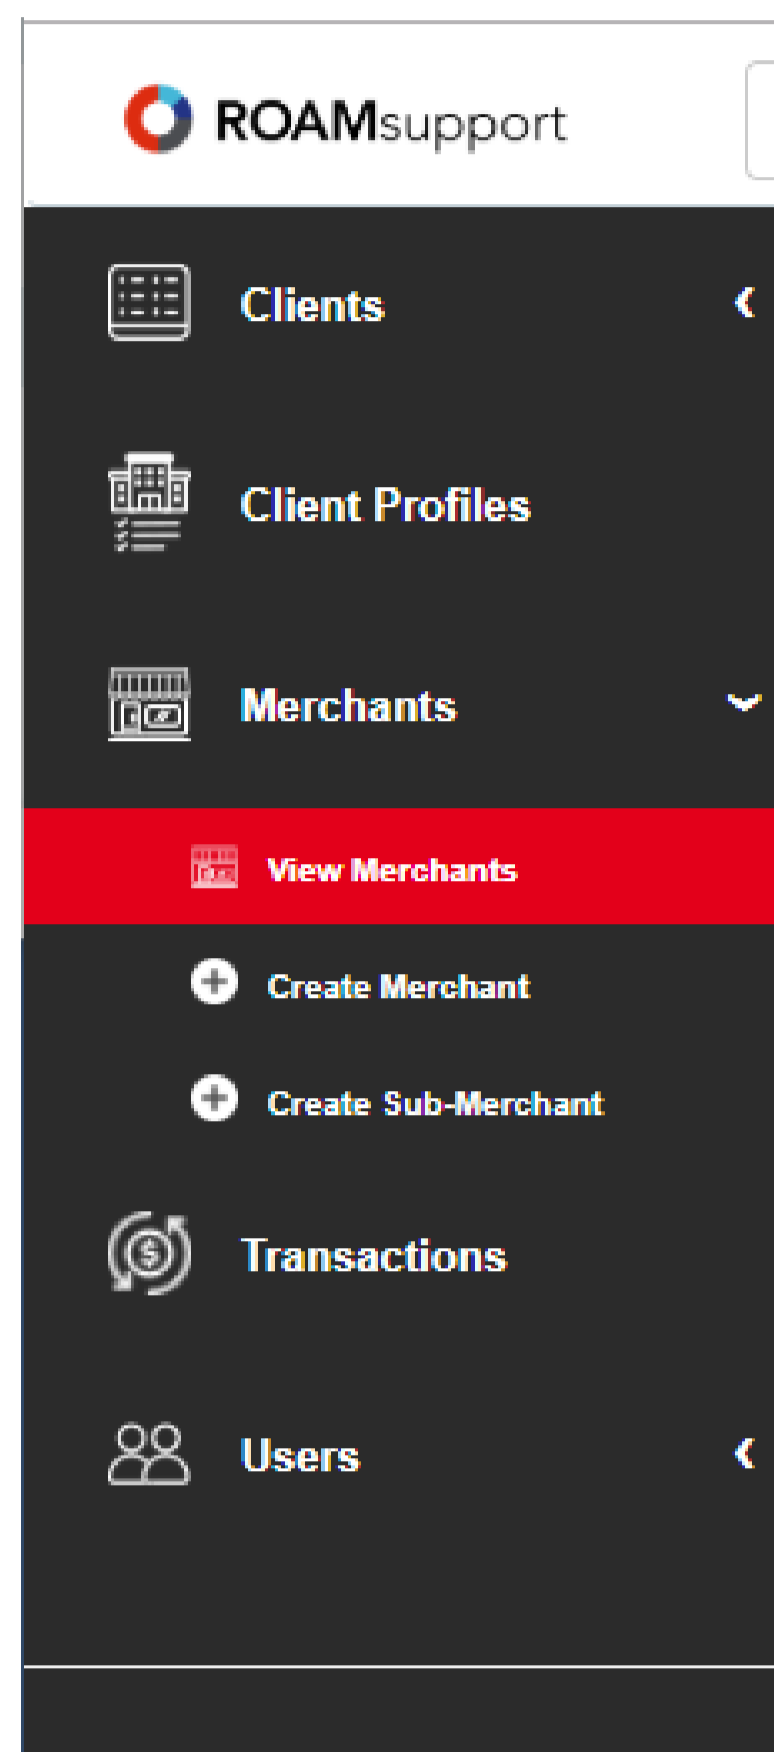 ROAMsupport
Clients
Client Profiles
Merchants
View Merchants
Create Merchant
Create Sub-Merchant
Transactions
Users